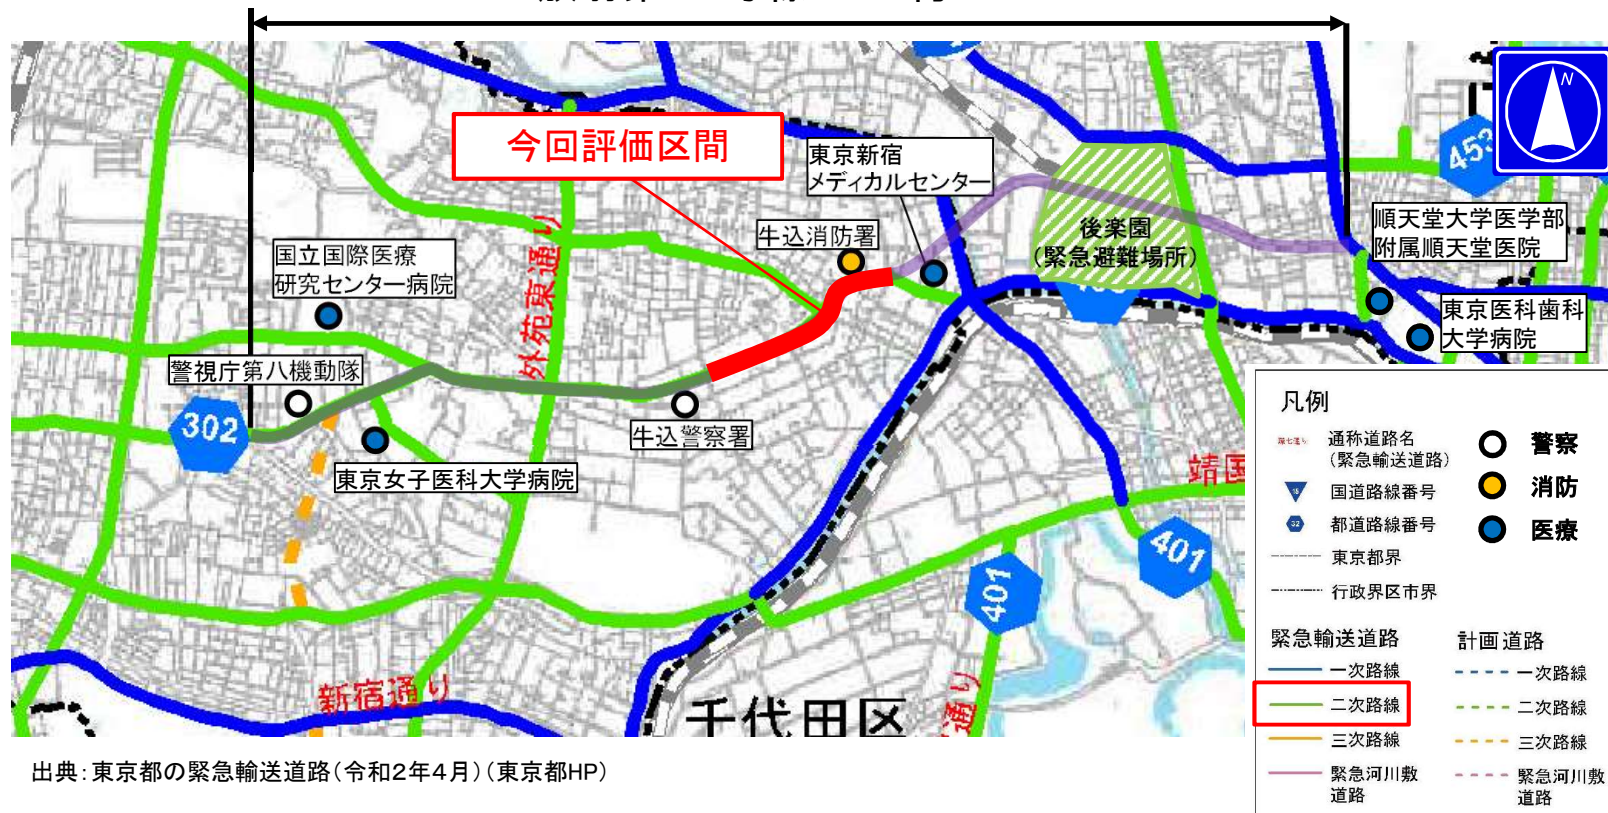 N
今回評価区間
東京新宿
メディカルセンター
453
牛込消防署
順天堂大学医学部
附属順天堂医院
後楽園
(緊急避難場所)
国立国際医療
研究センター病院
外苑東通り
東京医科歯科
大学病院
警視庁第八機動隊
302
牛込警察署
東京女子医科大学病院
靖国
401
401
新宿通り
通り
千代田区
凡例
通称道路名
(緊急輸送道路)
国道路線番号
都道路線番号
東京都界
行政界区市界
警察
消防
医療
緊急輸送道路
一次路線
二次路線
三次路線
緊急河川敷
道路
計画道路
一次路線
二次路線
三次路線
緊急河川敷
道路
出典:東京都の緊急輸送道路(令和2年4月)(東京都HP)